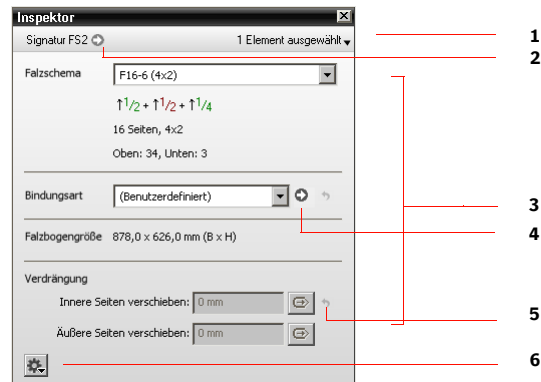 Inspektor
Signatur FS2 1 Element ausgewählt
1
2
Falzschema F16-6 (4x2)
↑1/2 + ↑1/2 + ↑1/4
16 Seiten, 4x2
Oben: 34, Unten: 3
Bindungsart (Benutzerdefiniert)
3
4
Falzbogengröße 878,0 x 626,0 mm (B x H)
Verdrängung
Innere Seiten verschieben: 0 mm
5
Äußere Seiten verschieben: 0 mm
6